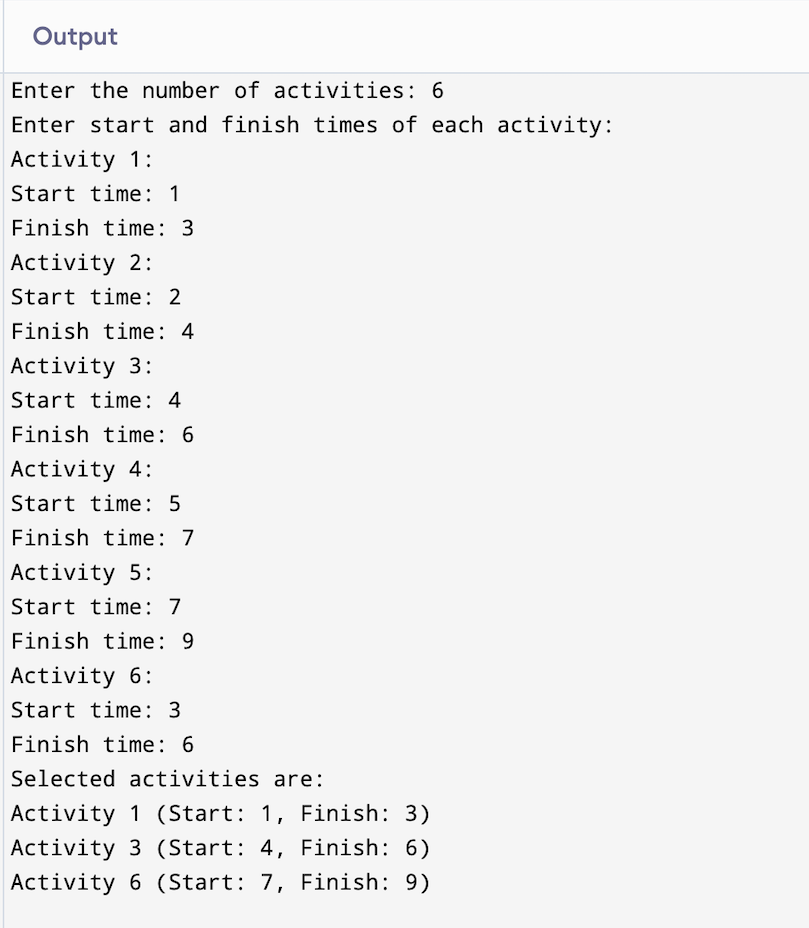 Output
Enter the number of activities: 6
Enter start and finish times of each activity:
Activity 1:
Start time: 1
Finish time: 3
Activity 2:
Start time: 2
Finish time: 4
Activity 3:
Start time: 4
Finish time: 6
Activity 4:
Start time: 5
Finish time: 7
Activity 5:
Start time: 7
Finish time: 9
Activity 6:
Start time: 3
Finish time: 6
Selected activities are:
Activity 1 (Start: 1, Finish: 3)
Activity 3 (Start: 4, Finish: 6)
Activity 6 (Start: 7, Finish: 9)